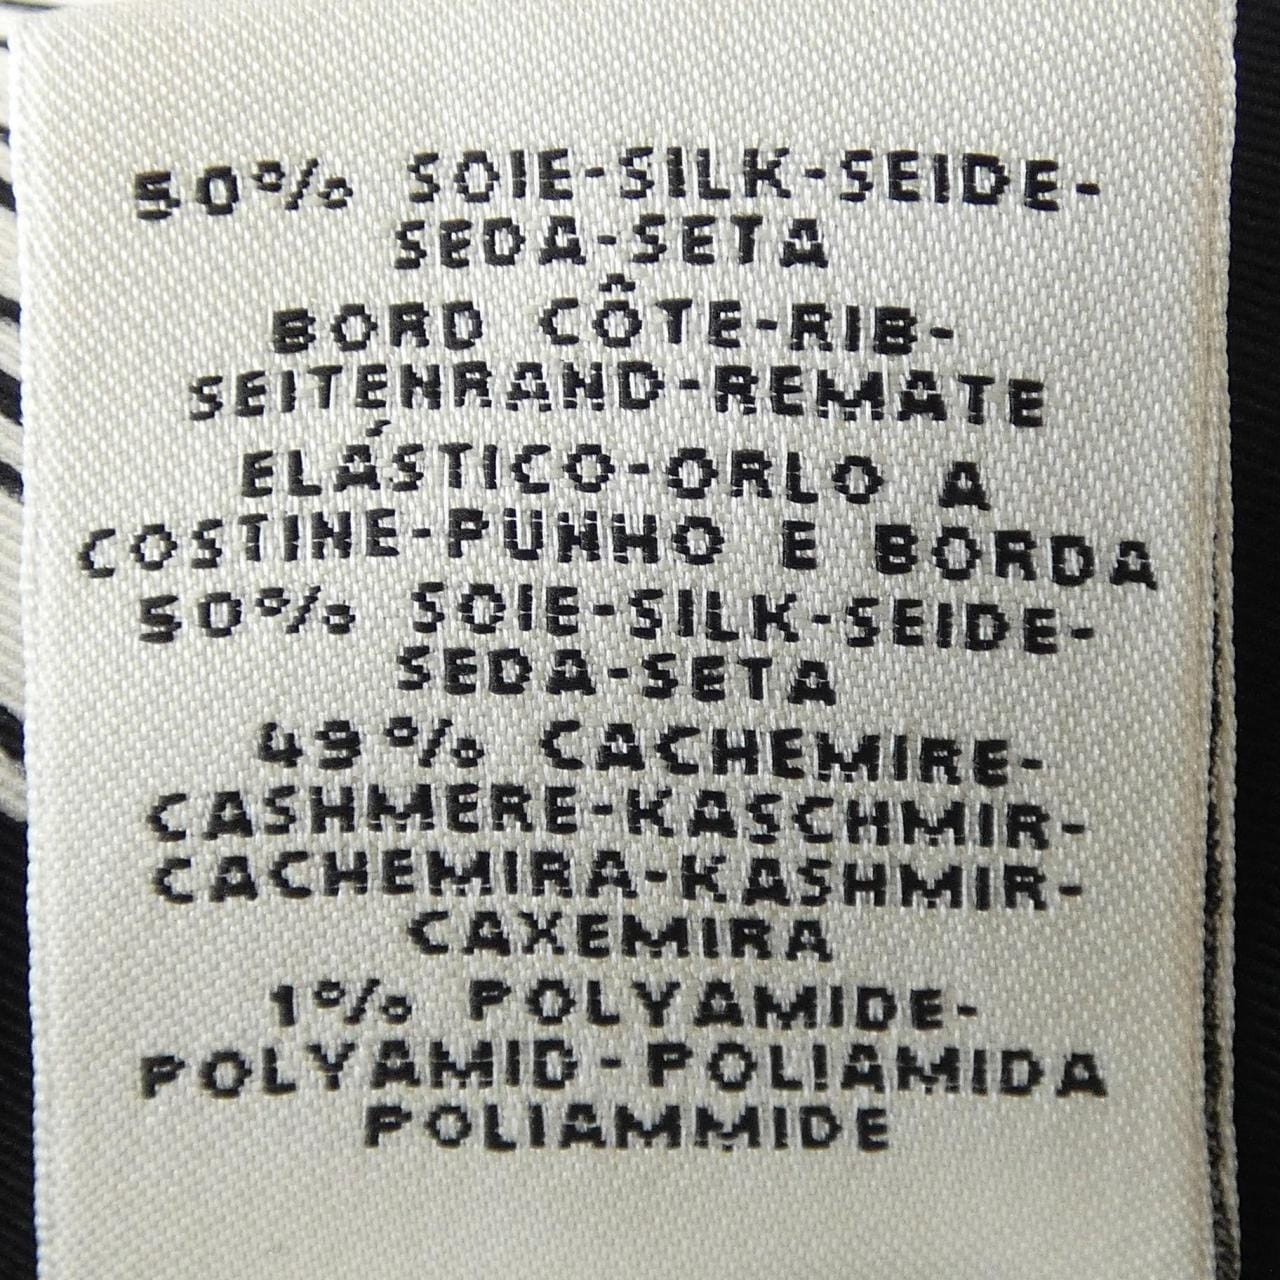 50% SOIE-SILK-SEIDE-
SEDA-SETA
BORD CÔTE-RIB-
SEITENRAND-REMATE
ELÁSTICO-ORLO A
COSTINE-PUNHO E BORDA
50% SOIE-SILK-SEIDE-
SEDA-SETA
49% CACHEMIRE-
CASHMERE-KASCHMIR-
CACHEMIRA-KASHMIR-
CAXEMIRA
1% POLYAMIDE-
POLYAMID-POLIAMIDA
POLIAMMIDE